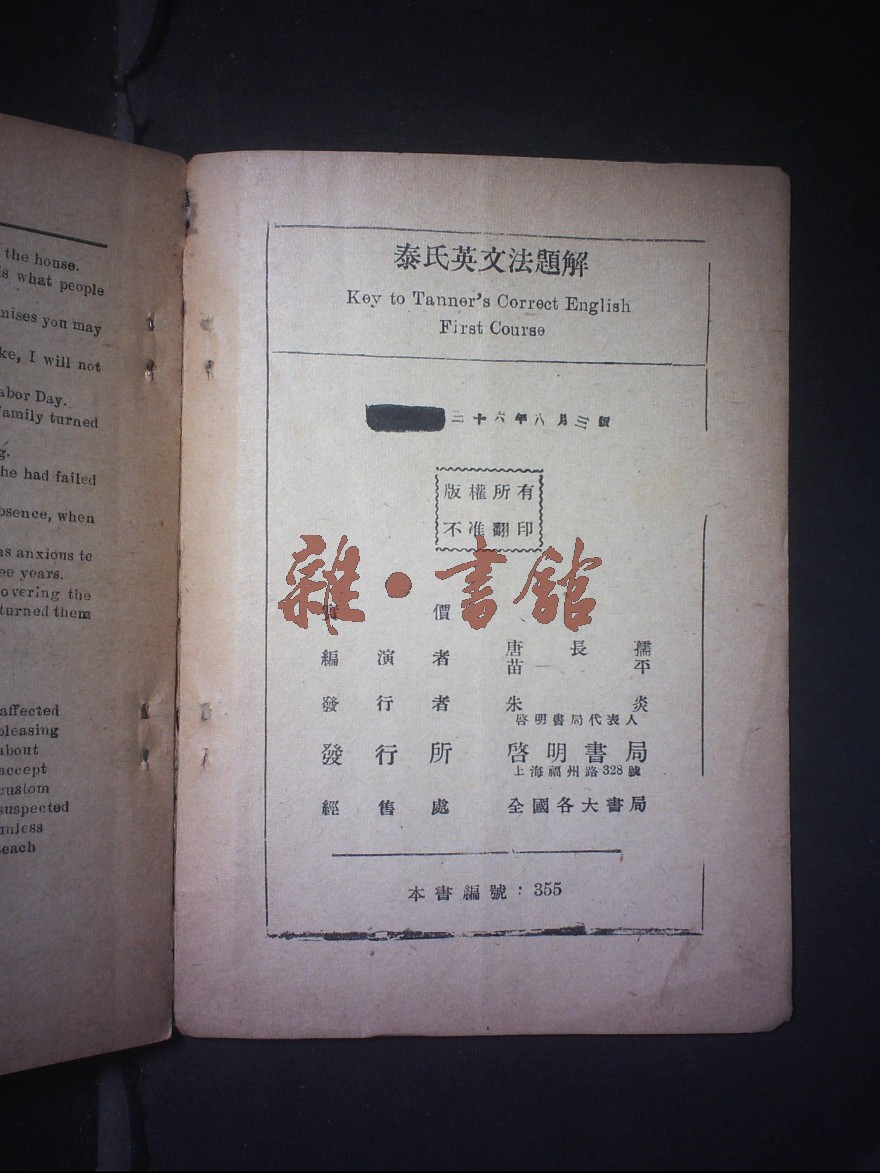 the house.
is what people
mises you may
ke, I will not
abor Day.
family turned
g.
he had failed
bsence, when
as anxious to
ee years.
overing the
turned them
affected
pleasing
about
accept
custom
suspected
each
泰氏英文法題解
Key to Tanner's Correct English
First Course
三十六年八月三版
版權所有
不准翻印
雜·書館
價
編演者 唐長孺
苗平
發行者 朱炎
啓明書局代表人
發行所 啓明書局
上海福州路328號
經售處 全國各大書局
本書編號：355